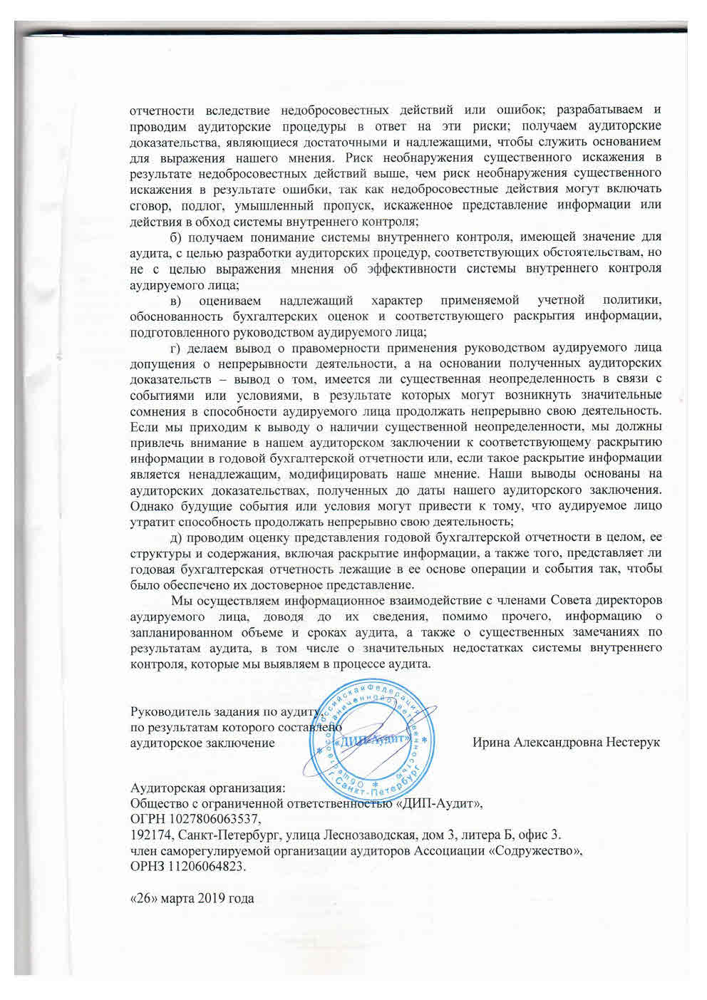 отчетности вследствие недобросовестных действий или ошибок; разрабатываем и
проводим аудиторские процедуры в ответ на эти риски; получаем аудиторские
доказательства, являющиеся достаточными и надлежащими, чтобы служить основанием
для выражения нашего мнения. Риск необнаружения существенного искажения в
результате недобросовестных действий выше, чем риск необнаружения существенного
искажения в результате ошибки, так как недобросовестные действия могут включать
сговор, подлог, умышленный пропуск, искаженное представление информации или
действия в обход системы внутреннего контроля;
б) получаем понимание системы внутреннего контроля, имеющей значение для
аудита, с целью разработки аудиторских процедур, соответствующих обстоятельствам, но
не с целью выражения мнения об эффективности системы внутреннего контроля
аудируемого лица;
в) оцениваем надлежащий характер применяемой учетной политики,
обоснованность бухгалтерских оценок и соответствующего раскрытия информации,
подготовленного руководством аудируемого лица;
г) делаем вывод о правомерности применения руководством аудируемого лица
допущения о непрерывности деятельности, а на основании полученных аудиторских
доказательств – вывод о том, имеется ли существенная неопределенность в связи с
событиями или условиями, в результате которых могут возникнуть значительные
сомнения в способности аудируемого лица продолжать непрерывно свою деятельность.
Если мы приходим к выводу о наличии существенной неопределенности, мы должны
привлечь внимание в нашем аудиторском заключении к соответствующему раскрытию
информации в годовой бухгалтерской отчетности или, если такое раскрытие информации
является ненадлежащим, модифицировать наше мнение. Наши выводы основаны на
аудиторских доказательствах, полученных до даты нашего аудиторского заключения.
Однако будущие события или условия могут привести к тому, что аудируемое лицо
утратит способность продолжать непрерывно свою деятельность;
д) проводим оценку представления годовой бухгалтерской отчетности в целом, ее
структуры и содержания, включая раскрытие информации, а также того, представляет ли
годовая бухгалтерская отчетность лежащие в ее основе операции и события так, чтобы
было обеспечено их достоверное представление.
Мы осуществляем информационное взаимодействие с членами Совета директоров
аудируемого лица, доводя до их сведения, помимо прочего, информацию о
запланированном объеме и сроках аудита, а также о существенных замечаниях по
результатам аудита, в том числе о значительных недостатках системы внутреннего
контроля, которые мы выявляем в процессе аудита.
Руководитель задания по аудиту,
по результатам которого составлено
аудиторское заключение Ирина Александровна Нестерук
Российская Федерация
г. Санкт-Петербург
Общество с ограниченной ответственностью
«ДИП-Аудит»
Аудиторская организация:
Общество с ограниченной ответственностью «ДИП-Аудит»,
ОГРН 1027806063537,
192174, Санкт-Петербург, улица Леснозаводская, дом 3, литера Б, офис 3.
член саморегулируемой организации аудиторов Ассоциации «Содружество»,
ОРНЗ 11206064823.
«26» марта 2019 года